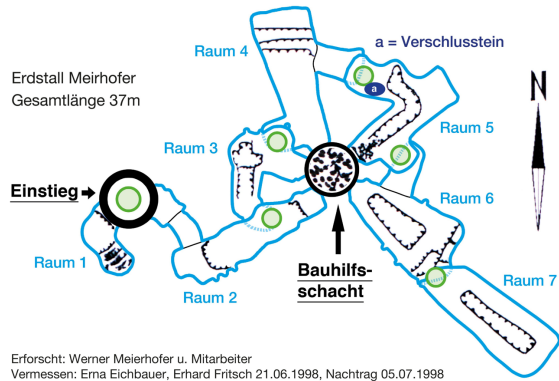 Raum 4
a = Verschlusstein
Erdstall Meirhofer
Gesamtlänge 37m
N
a
Raum 5
Raum 3
Einstieg
Raum 6
Raum 1
Raum 2
Bauhilfs-
schacht
Raum 7
Erforscht: Werner Meierhofer u. Mitarbeiter
Vermessen: Erna Eichbauer, Erhard Fritsch 21.06.1998, Nachtrag 05.07.1998